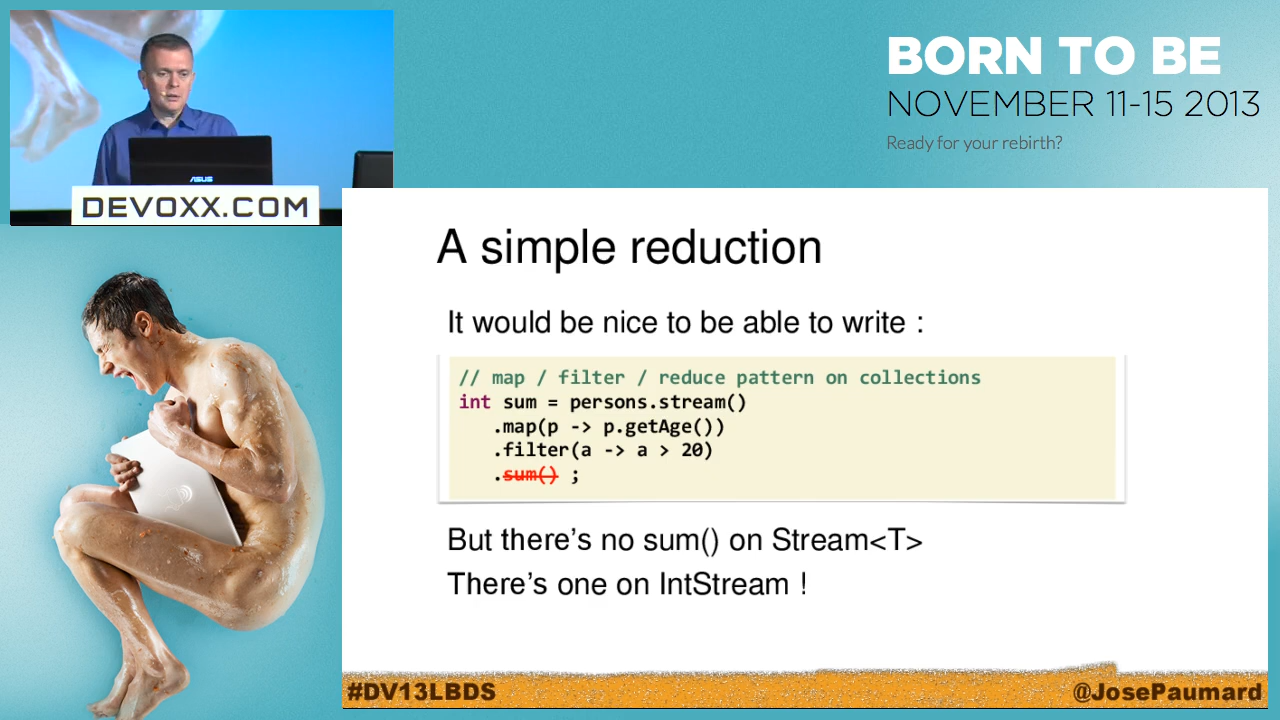 BORN TO BE
NOVEMBER 11-15 2013
Ready for your rebirth?
ASUS
DEVOXX.COM
A simple reduction
It would be nice to be able to write :
// map / filter / reduce pattern on collections
int sum = persons.stream()
.map(p -> p.getAge())
.filter(a -> a > 20)
.sum() ;
But there's no sum() on Stream<T>
There's one on IntStream !
#DV13LBDS
@JosePaumard